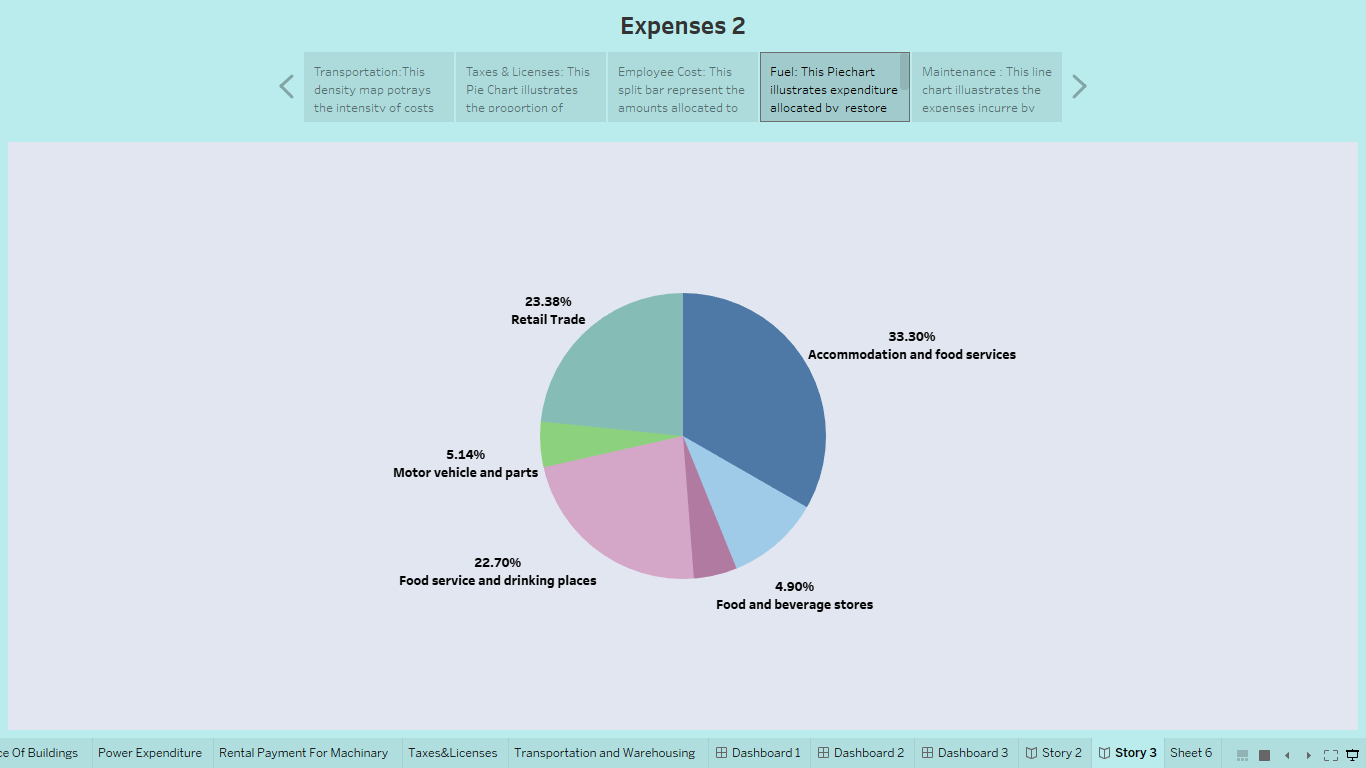 Expenses 2
Transportation:This
density map potrays
the intensity of costs
Taxes & Licenses: This
Pie Chart illustrates
the proportion of
Employee Cost: This
split bar represent the
amounts allocated to
Fuel: This Piechart
illustrates expenditure
allocated by restore
Maintenance : This line
chart illuastrates the
expenses incurre by
23.38%
Retail Trade
33.30%
Accommodation and food services
5.14%
Motor vehicle and parts
22.70%
Food service and drinking places
4.90%
Food and beverage stores
ce Of Buildings
Power Expenditure
Rental Payment For Machinary
Taxes&Licenses
Transportation and Warehousing
Dashboard 1
Dashboard 2
Dashboard 3
Story 2
Story 3
Sheet 6